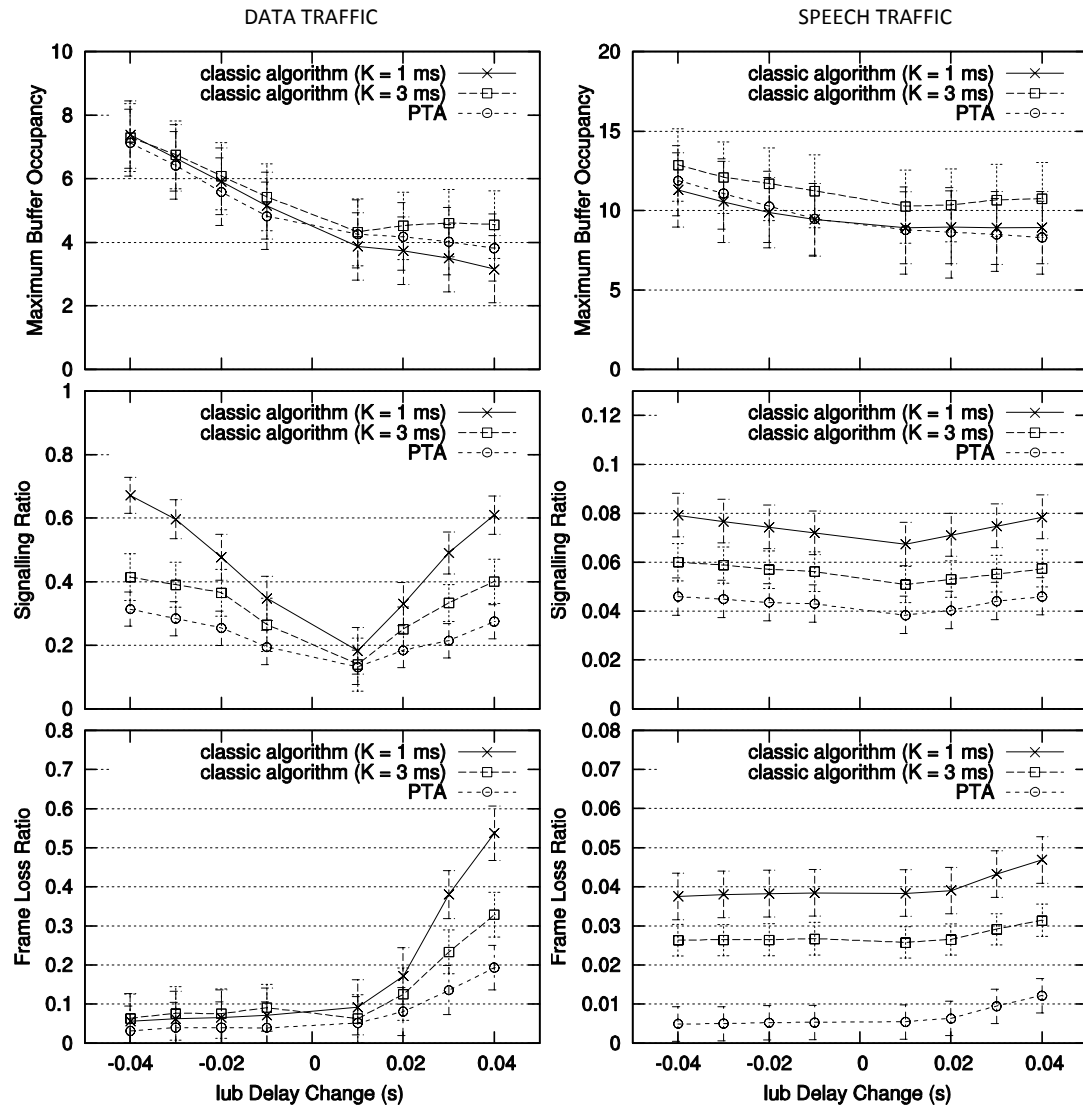 DATA TRAFFIC
SPEECH TRAFFIC
Maximum Buffer Occupancy
10
8
6
4
2
0
classic algorithm (K = 1 ms)
classic algorithm (K = 3 ms)
PTA
Maximum Buffer Occupancy
20
15
10
5
0
classic algorithm (K = 1 ms)
classic algorithm (K = 3 ms)
PTA
Signalling Ratio
1
0.8
0.6
0.4
0.2
0
classic algorithm (K = 1 ms)
classic algorithm (K = 3 ms)
PTA
Signalling Ratio
0.12
0.1
0.08
0.06
0.04
0.02
0
classic algorithm (K = 1 ms)
classic algorithm (K = 3 ms)
PTA
Frame Loss Ratio
0.8
0.7
0.6
0.5
0.4
0.3
0.2
0.1
0
classic algorithm (K = 1 ms)
classic algorithm (K = 3 ms)
PTA
-0.04 -0.02 0 0.02 0.04
Iub Delay Change (s)
Frame Loss Ratio
0.08
0.07
0.06
0.05
0.04
0.03
0.02
0.01
0
classic algorithm (K = 1 ms)
classic algorithm (K = 3 ms)
PTA
-0.04 -0.02 0 0.02 0.04
Iub Delay Change (s)